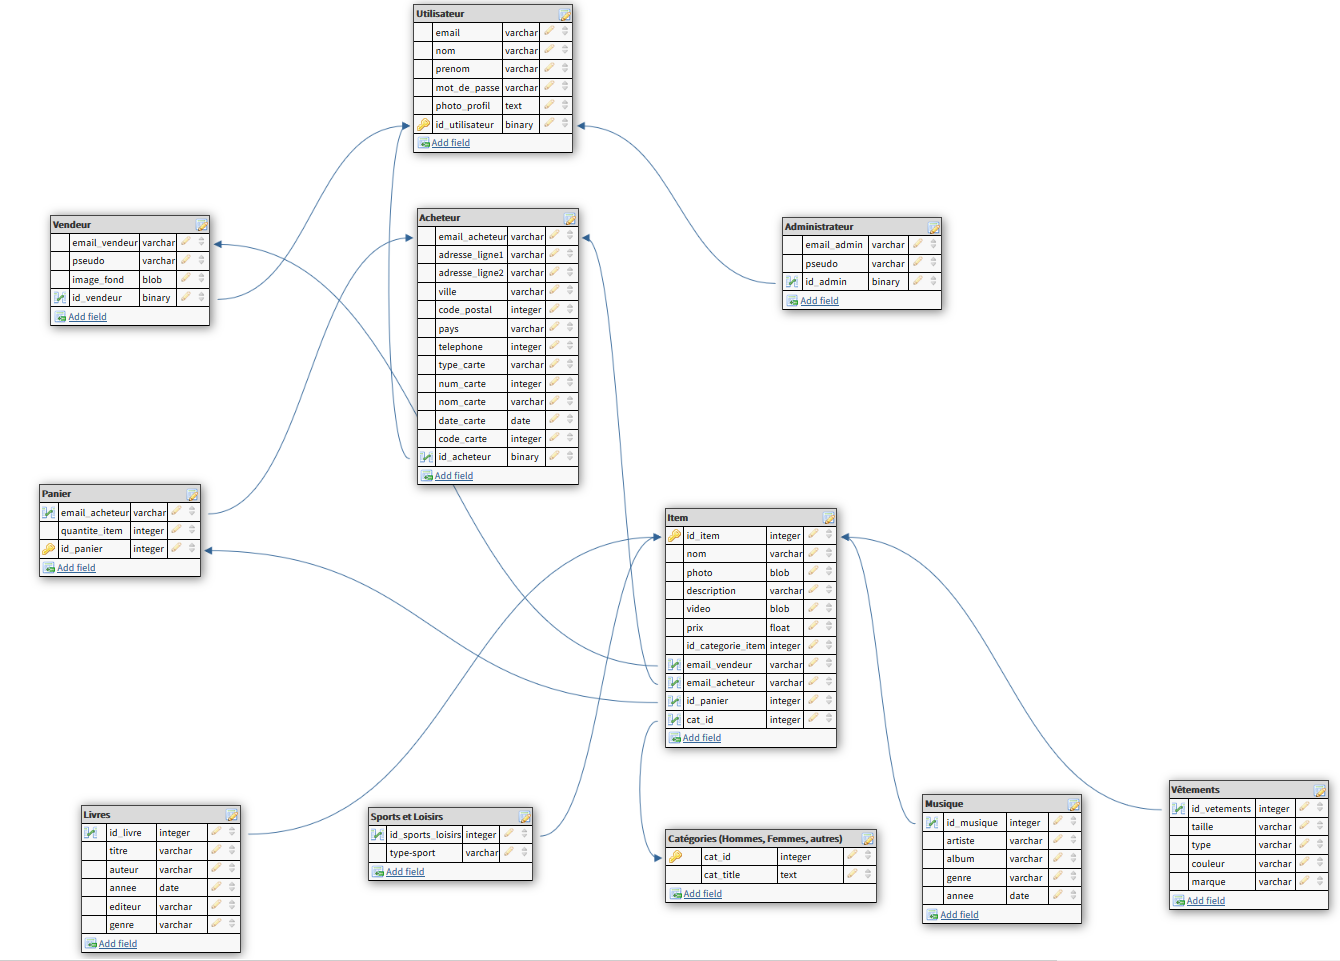 Utilisateur
email varchar
nom varchar
prenom varchar
mot_de_passe varchar
photo_profil text
id_utilisateur binary
Add field
Vendeur
email_vendeur varchar
pseudo varchar
image_fond blob
id_vendeur binary
Add field
Acheteur
email_acheteur varchar
adresse_ligne1 varchar
adresse_ligne2 varchar
ville varchar
code_postal integer
pays varchar
telephone integer
type_carte varchar
num_carte integer
nom_carte varchar
date_carte date
code_carte integer
id_acheteur binary
Add field
Administrateur
email_admin varchar
pseudo varchar
id_admin binary
Add field
Panier
email_acheteur varchar
quantite_item integer
id_panier integer
Add field
Item
id_item integer
nom varchar
photo blob
description varchar
video blob
prix float
id_categorie_item integer
email_vendeur varchar
email_acheteur varchar
id_panier integer
cat_id integer
Add field
Livres
id_livre integer
titre varchar
auteur varchar
annee date
editeur varchar
genre varchar
Add field
Sports et Loisirs
id_sports_loisirs integer
type-sport varchar
Add field
Catégories (Hommes, Femmes, autres)
cat_id integer
cat_title text
Add field
Musique
id_musique integer
artiste varchar
album varchar
genre varchar
annee date
Add field
Vêtements
id_vetements integer
taille varchar
type varchar
couleur varchar
marque varchar
Add field